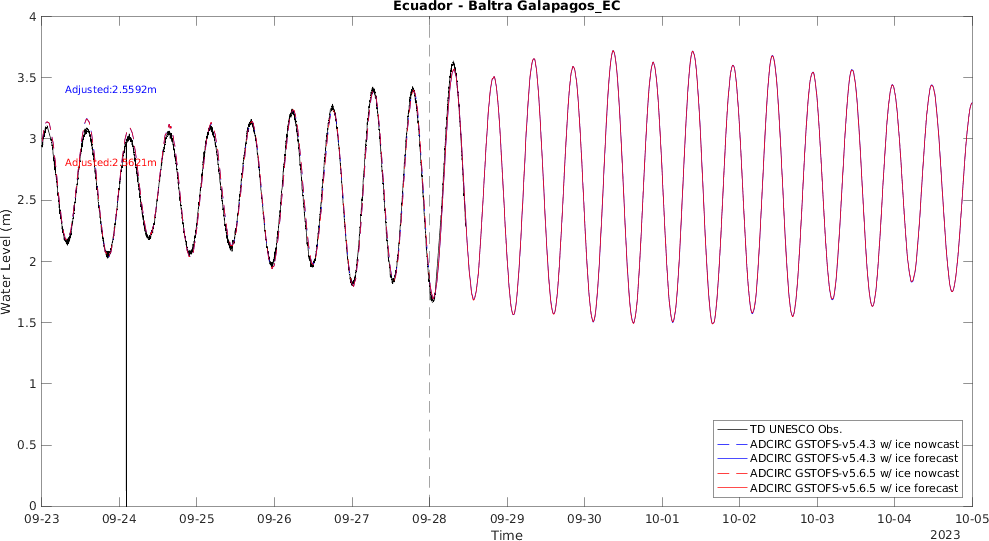 Ecuador - Baltra Galapagos_EC
4
3.5
3
2.5
2
1.5
1
0.5
0
Water Level (m)
Adjusted:2.5592m
Adjusted:2.5621m
TD UNESCO Obs.
ADCIRC GSTOFS-v5.4.3 w/ ice nowcast
ADCIRC GSTOFS-v5.4.3 w/ ice forecast
ADCIRC GSTOFS-v5.6.5 w/ ice nowcast
ADCIRC GSTOFS-v5.6.5 w/ ice forecast
09-23 09-24 09-25 09-26 09-27 09-28 09-29 09-30 10-01 10-02 10-03 10-04 10-05
Time
2023